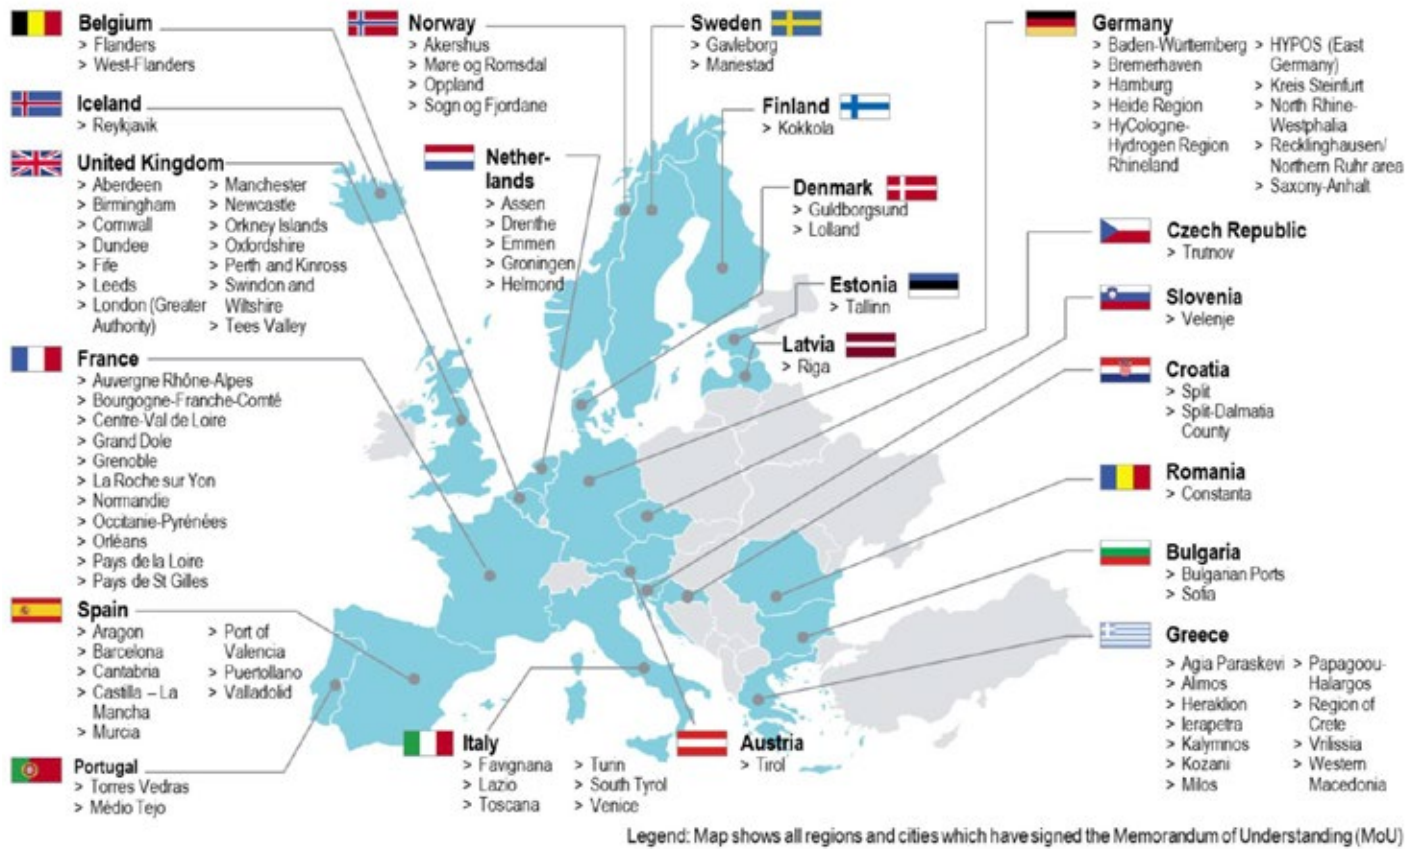 Belgium
> Flanders
> West-Flanders
Iceland
> Reykjavik
United Kingdom
> Aberdeen
> Birmingham
> Cornwall
> Dundee
> Fife
> Leeds
> London (Greater
Authority)
> Manchester
> Newcastle
> Orkney Islands
> Oxfordshire
> Perth and Kinross
> Swindon and
Wiltshire
> Tees Valley
France
> Auvergne Rhône-Alpes
> Bourgogne-Franche-Comté
> Centre-Val de Loire
> Grand Dole
> Grenoble
> La Roche sur Yon
> Normandie
> Occitanie-Pyrénées
> Orléans
> Pays de la Loire
> Pays de St Gilles
Spain
> Aragon
> Barcelona
> Cantabria
> Castilla – La
Mancha
> Murcia
> Port of
Valencia
> Puertollano
> Valladolid
Portugal
> Torres Vedras
> Médio Tejo
Norway
> Akershus
> Møre og Romsdal
> Oppland
> Sogn og Fjordane
Nether-
lands
> Assen
> Drenthe
> Emmen
> Groningen
> Helmond
Sweden
> Gavleborg
> Mariestad
Finland
> Kokkola
Denmark
> Guldborgsund
> Lolland
Estonia
> Tallinn
Latvia
> Riga
Italy
> Favignana
> Lazio
> Toscana
> Turin
> South Tyrol
> Venice
Austria
> Tirol
Germany
> Baden-Württemberg
> Bremerhaven
> Hamburg
> Heide Region
> HyCologne-
Hydrogen Region
Rhineland
> HYPOS (East
Germany)
> Kreis Steinfurt
> North Rhine-
Westphalia
> Recklinghausen/
Northern Ruhr area
> Saxony-Anhalt
Czech Republic
> Trutnov
Slovenia
> Velenje
Croatia
> Split
> Split-Dalmatia
County
Romania
> Constanta
Bulgaria
> Bulgarian Ports
> Sofia
Greece
> Agia Paraskevi
> Alimos
> Heraklion
> Ierapetra
> Kalymnos
> Kozani
> Milos
> Papagoou-
Halargos
> Region of
Crete
> Vrilissia
> Western
Macedonia
Legend: Map shows all regions and cities which have signed the Memorandum of Understanding (MoU)